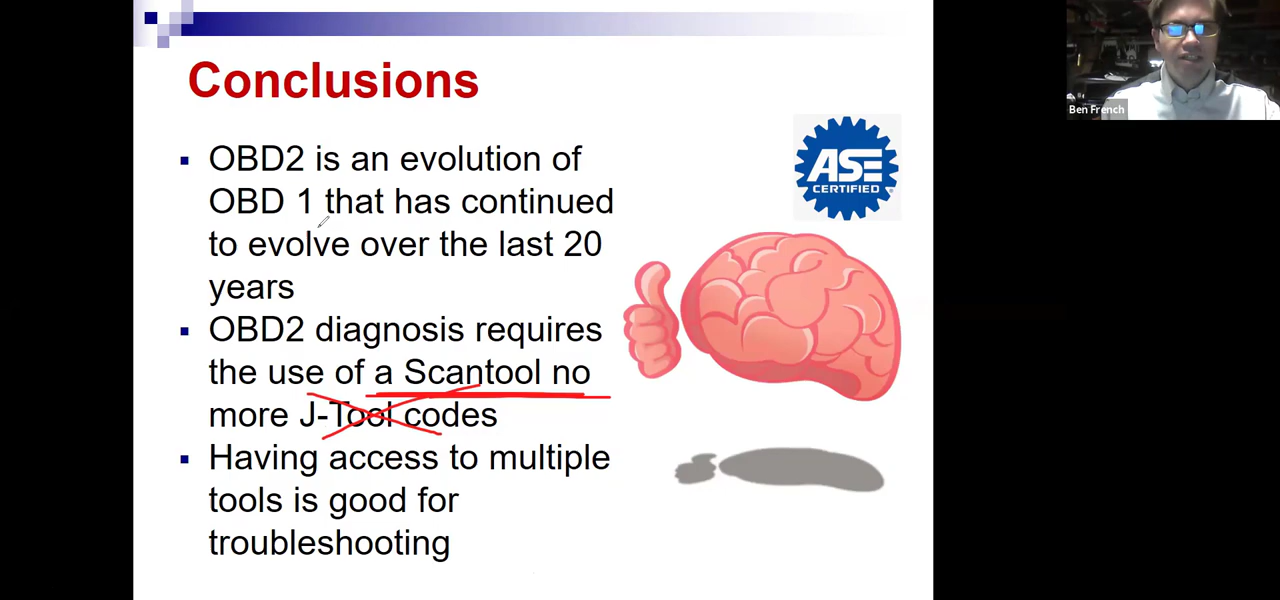 Conclusions
OBD2 is an evolution of
OBD 1 that has continued
to evolve over the last 20
years
OBD2 diagnosis requires
the use of a Scantool no
more J-Tool codes
Having access to multiple
tools is good for
troubleshooting
ASE
CERTIFIED
Ben French